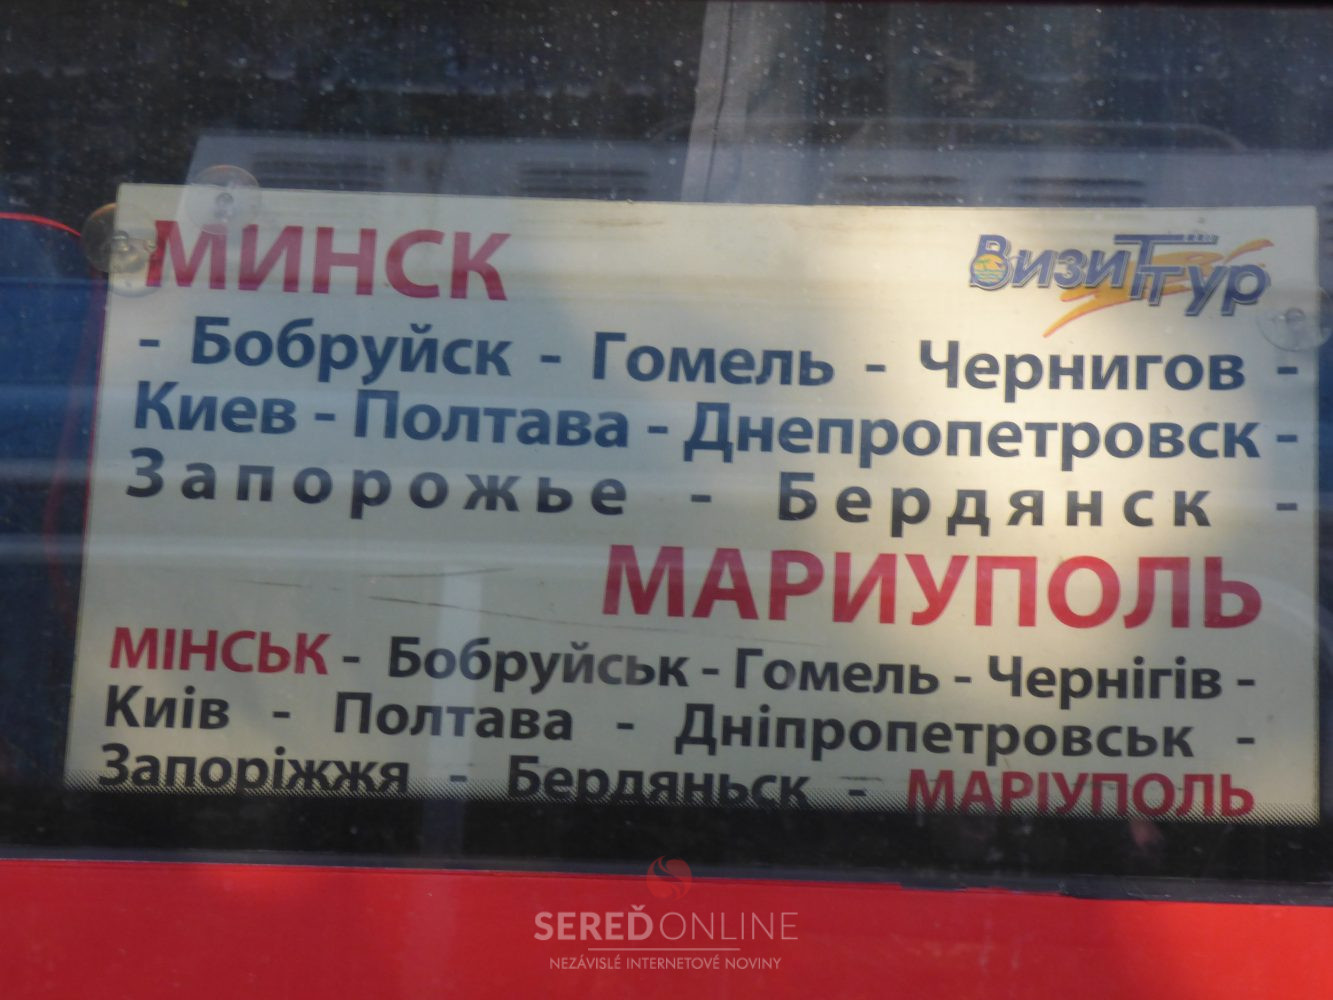 МИНСК
ВизиТТур
- Бобруйск - Гомель - Чернигов -
Киев - Полтава - Днепропетровск -
Запорожье - Бердянск -
МАРИУПОЛЬ
МІНСЬК - Бобруйськ - Гомель - Чернігів -
Київ - Полтава - Дніпропетровськ -
Запоріжжя - Бердяньск - МАРІУПОЛЬ
SEREĎONLINE
NEZÁVISLÉ INTERNETOVÉ NOVINY